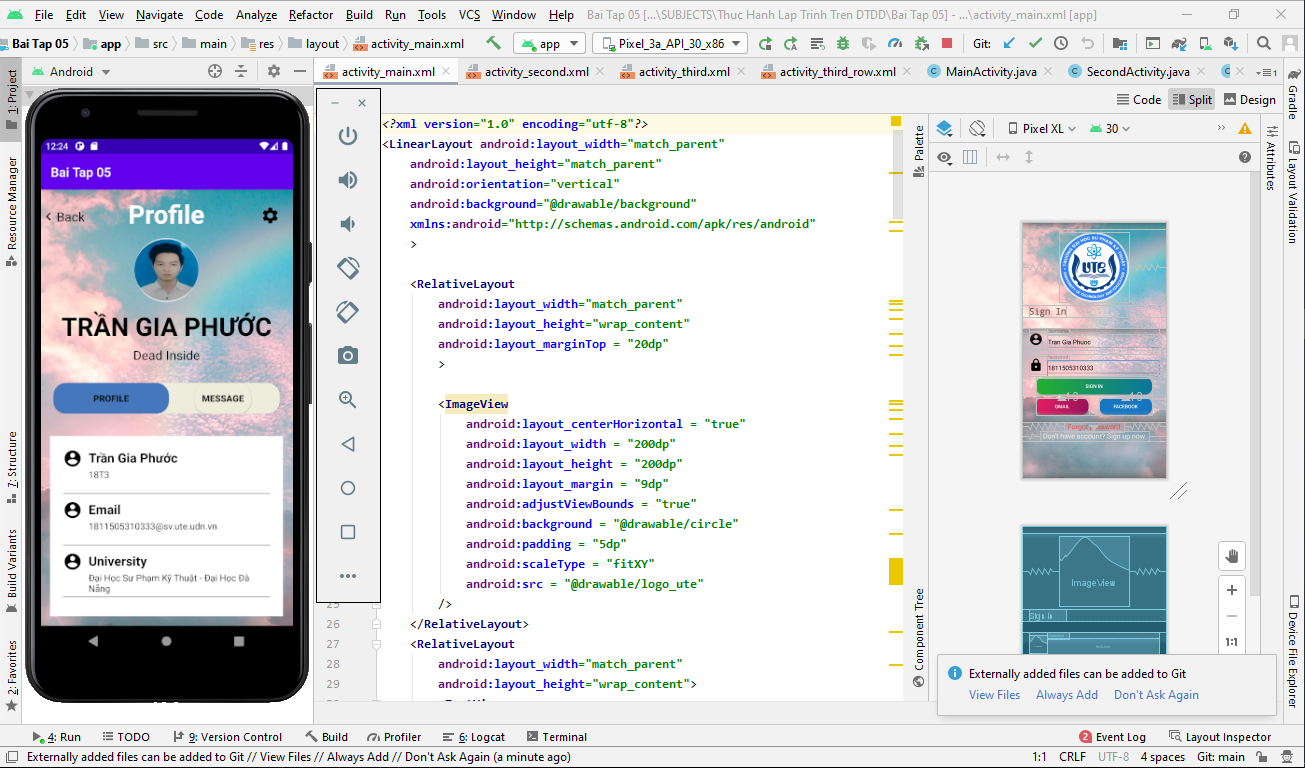 File Edit View Navigate Code Analyze Refactor Build Run Tools VCS Window Help Bai Tap 05 [...\SUBJECTS\Thuc Hanh Lap Trinh Tren DTDD\Bai Tap 05] - ...\activity_main.xml [app]
Bai Tap 05 app src main res layout activity_main.xml app Pixel_3a_API_30_x86 Git:
Android activity_main.xml activity_second.xml activity_third.xml activity_third_row.xml MainActivity.java SecondActivity.java
Code Split Design
1: Project
Resource Manager
Z: Structure
Build Variants
2: Favorites
12:24
Bai Tap 05
Back
Profile
TRẦN GIA PHƯỚC
Dead Inside
PROFILE MESSAGE
Trần Gia Phước
18T3
Email
1811505310333@sv.ute.udn.vn
University
Đại Học Sư Phạm Kỹ Thuật - Đại Học Đà
Nẵng
<?xml version="1.0" encoding="utf-8"?>
<LinearLayout android:layout_width="match_parent"
android:layout_height="match_parent"
android:orientation="vertical"
android:background="@drawable/background"
xmlns:android="http://schemas.android.com/apk/res/android"
>
<RelativeLayout
android:layout_width="match_parent"
android:layout_height="wrap_content"
android:layout_marginTop = "20dp"
>
<ImageView
android:layout_centerHorizontal = "true"
android:layout_width = "200dp"
android:layout_height = "200dp"
android:layout_margin = "9dp"
android:adjustViewBounds = "true"
android:background = "@drawable/circle"
android:padding = "5dp"
android:scaleType = "fitXY"
android:src = "@drawable/logo_ute"
25 />
26 </RelativeLayout>
27 <RelativeLayout
28 android:layout_width="match_parent"
29 android:layout_height="wrap_content">
Palette
Component Tree
Pixel XL 30
UTE
Sign In
Tran Gia Phuoc
1811505310333
SIGN IN
GMAIL FACEBOOK
Don't have account? Sign up now
ImageView
Sign In
1:1
Attributes
Gradle
Layout Validation
Device File Explorer
Externally added files can be added to Git
View Files Always Add Don't Ask Again
4: Run TODO 9: Version Control Build Profiler 6: Logcat Terminal 2 Event Log Layout Inspector
Externally added files can be added to Git // View Files // Always Add // Don't Ask Again (a minute ago) 1:1 CRLF UTF-8 4 spaces Git: main